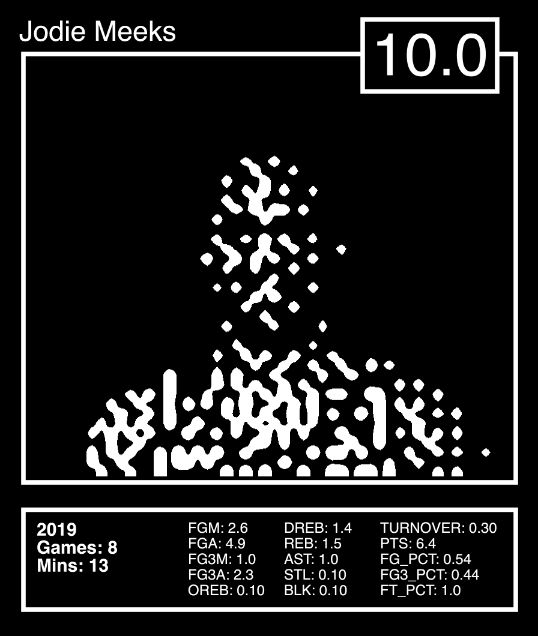 Jodie Meeks
10.0
2019
Games: 8
Mins: 13
FGM: 2.6
FGA: 4.9
FG3M: 1.0
FG3A: 2.3
OREB: 0.10
DREB: 1.4
REB: 1.5
AST: 1.0
STL: 0.10
BLK: 0.10
TURNOVER: 0.30
PTS: 6.4
FG_PCT: 0.54
FG3_PCT: 0.44
FT_PCT: 1.0